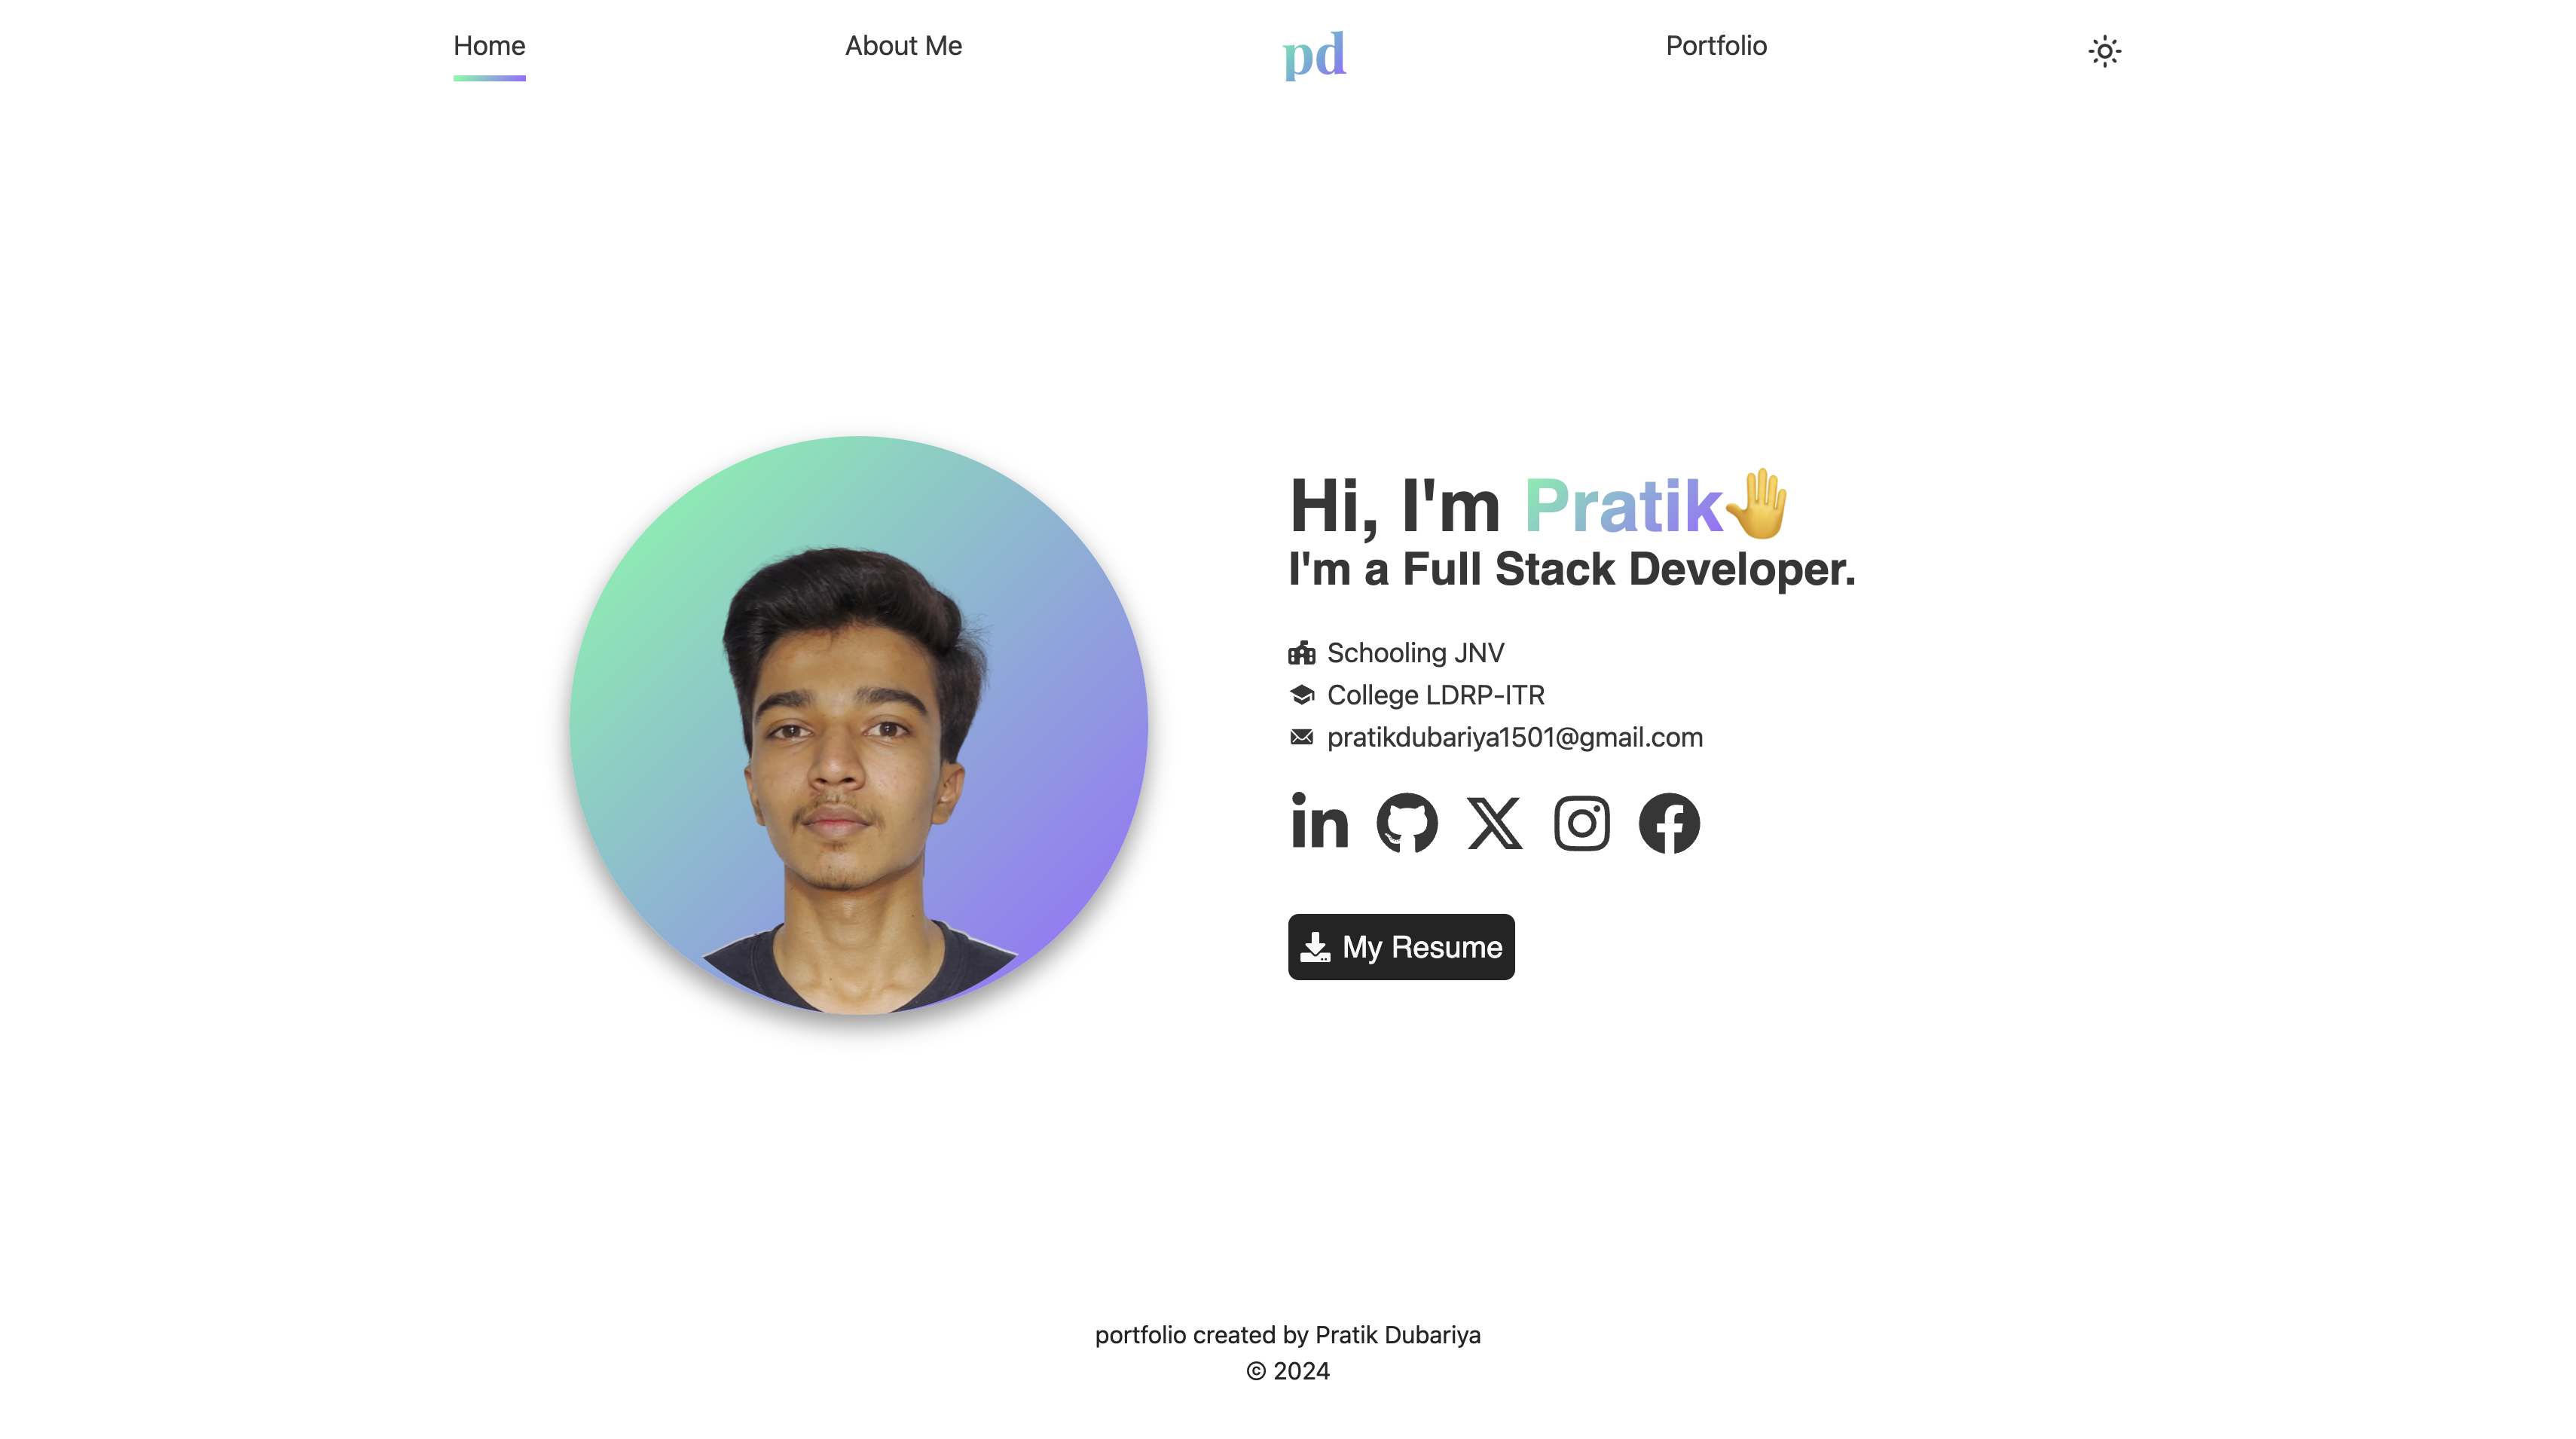 Home About Me pd Portfolio
Hi, I'm Pratik🤚
I'm a Full Stack Developer.
Schooling JNV
College LDRP-ITR
pratikdubariya1501@gmail.com
in
My Resume
portfolio created by Pratik Dubariya
© 2024